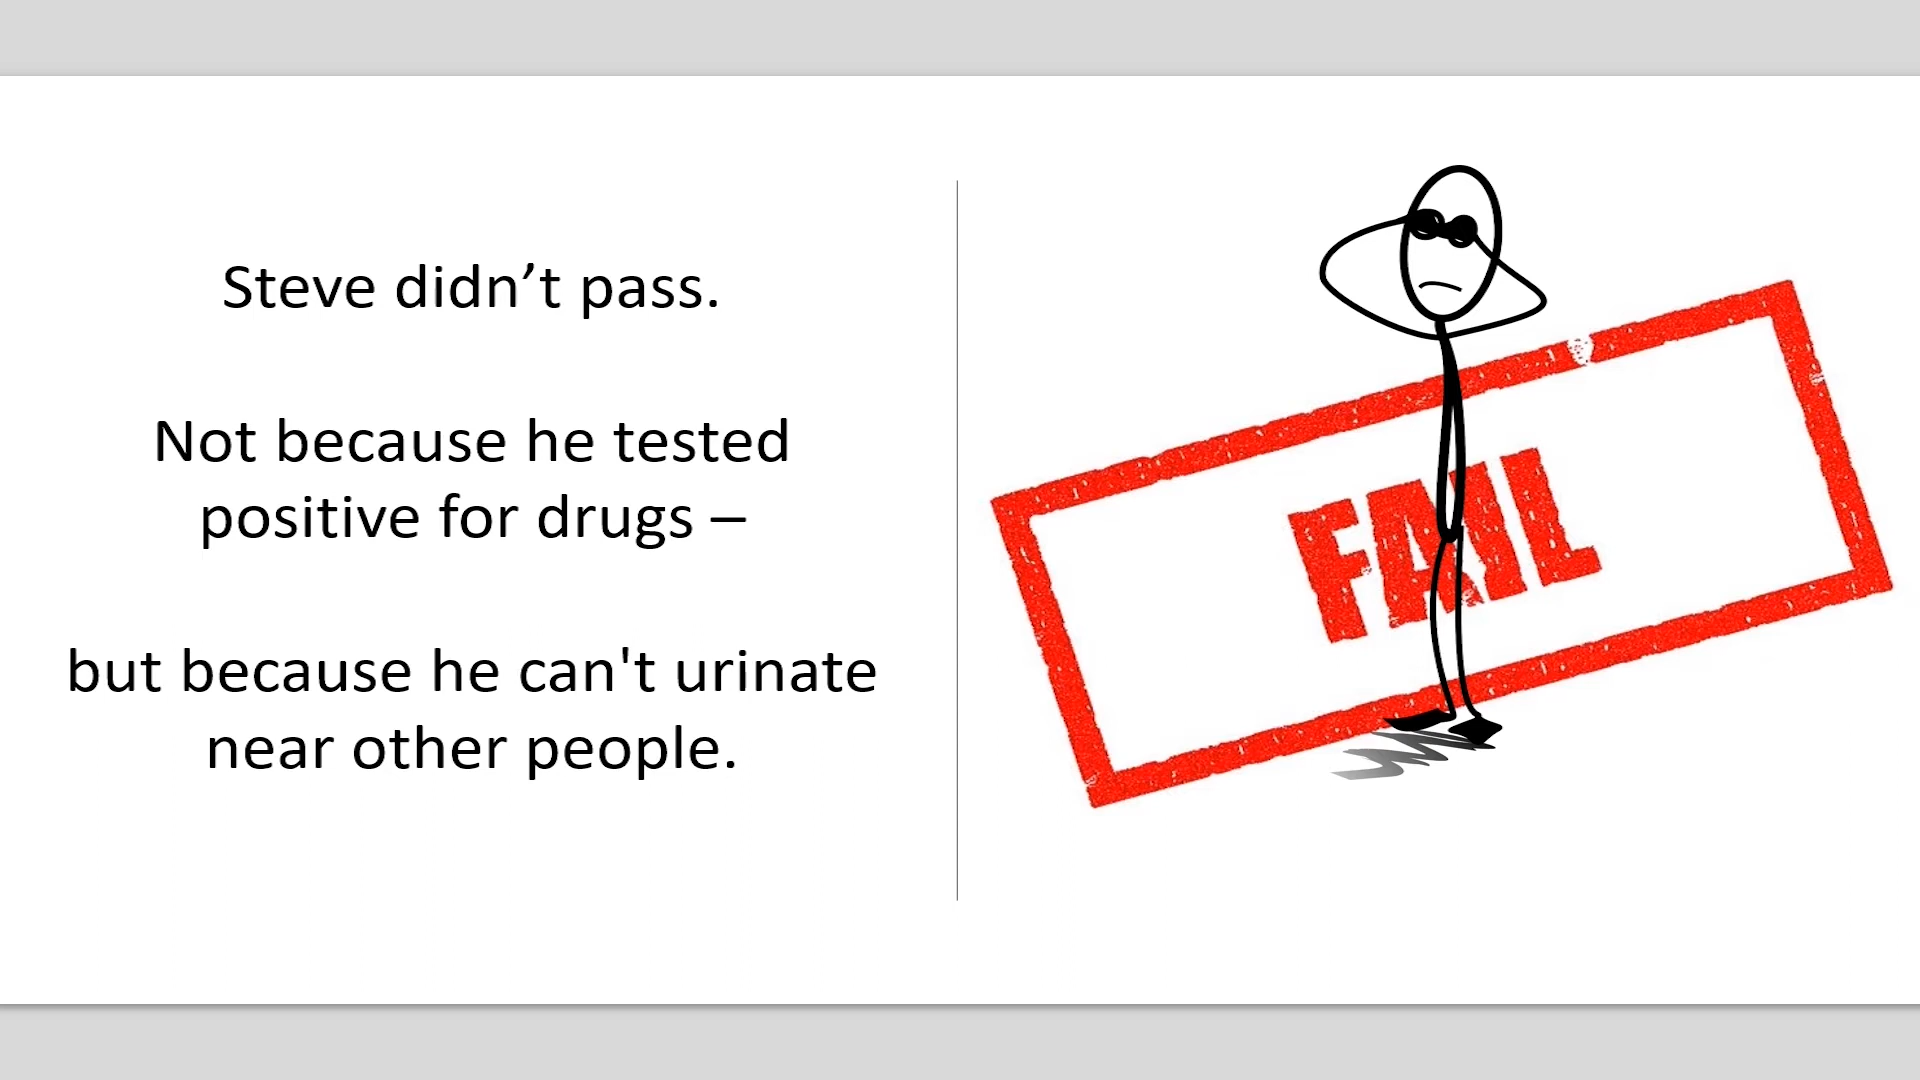 Steve didn’t pass.
Not because he tested
positive for drugs –
but because he can't urinate
near other people.
FAIL